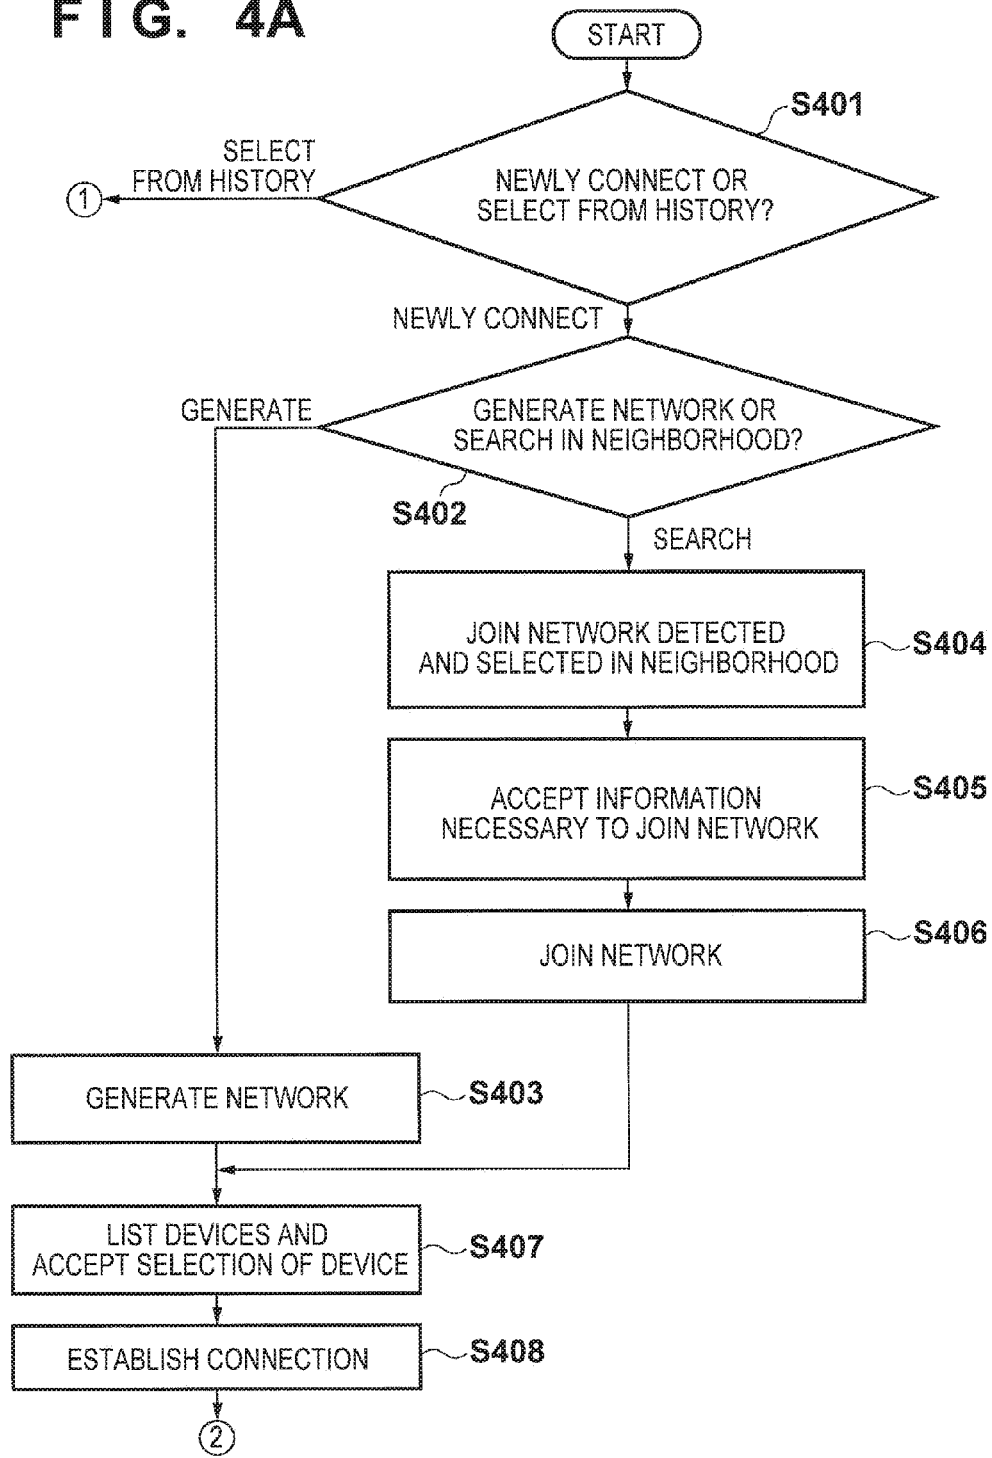 FIG. 4A
START
S401
SELECT
FROM HISTORY
1
NEWLY CONNECT OR
SELECT FROM HISTORY?
NEWLY CONNECT
GENERATE
GENERATE NETWORK OR
SEARCH IN NEIGHBORHOOD?
S402
SEARCH
JOIN NETWORK DETECTED
AND SELECTED IN NEIGHBORHOOD
S404
ACCEPT INFORMATION
NECESSARY TO JOIN NETWORK
S405
JOIN NETWORK
S406
GENERATE NETWORK
S403
LIST DEVICES AND
ACCEPT SELECTION OF DEVICE
S407
ESTABLISH CONNECTION
S408
2